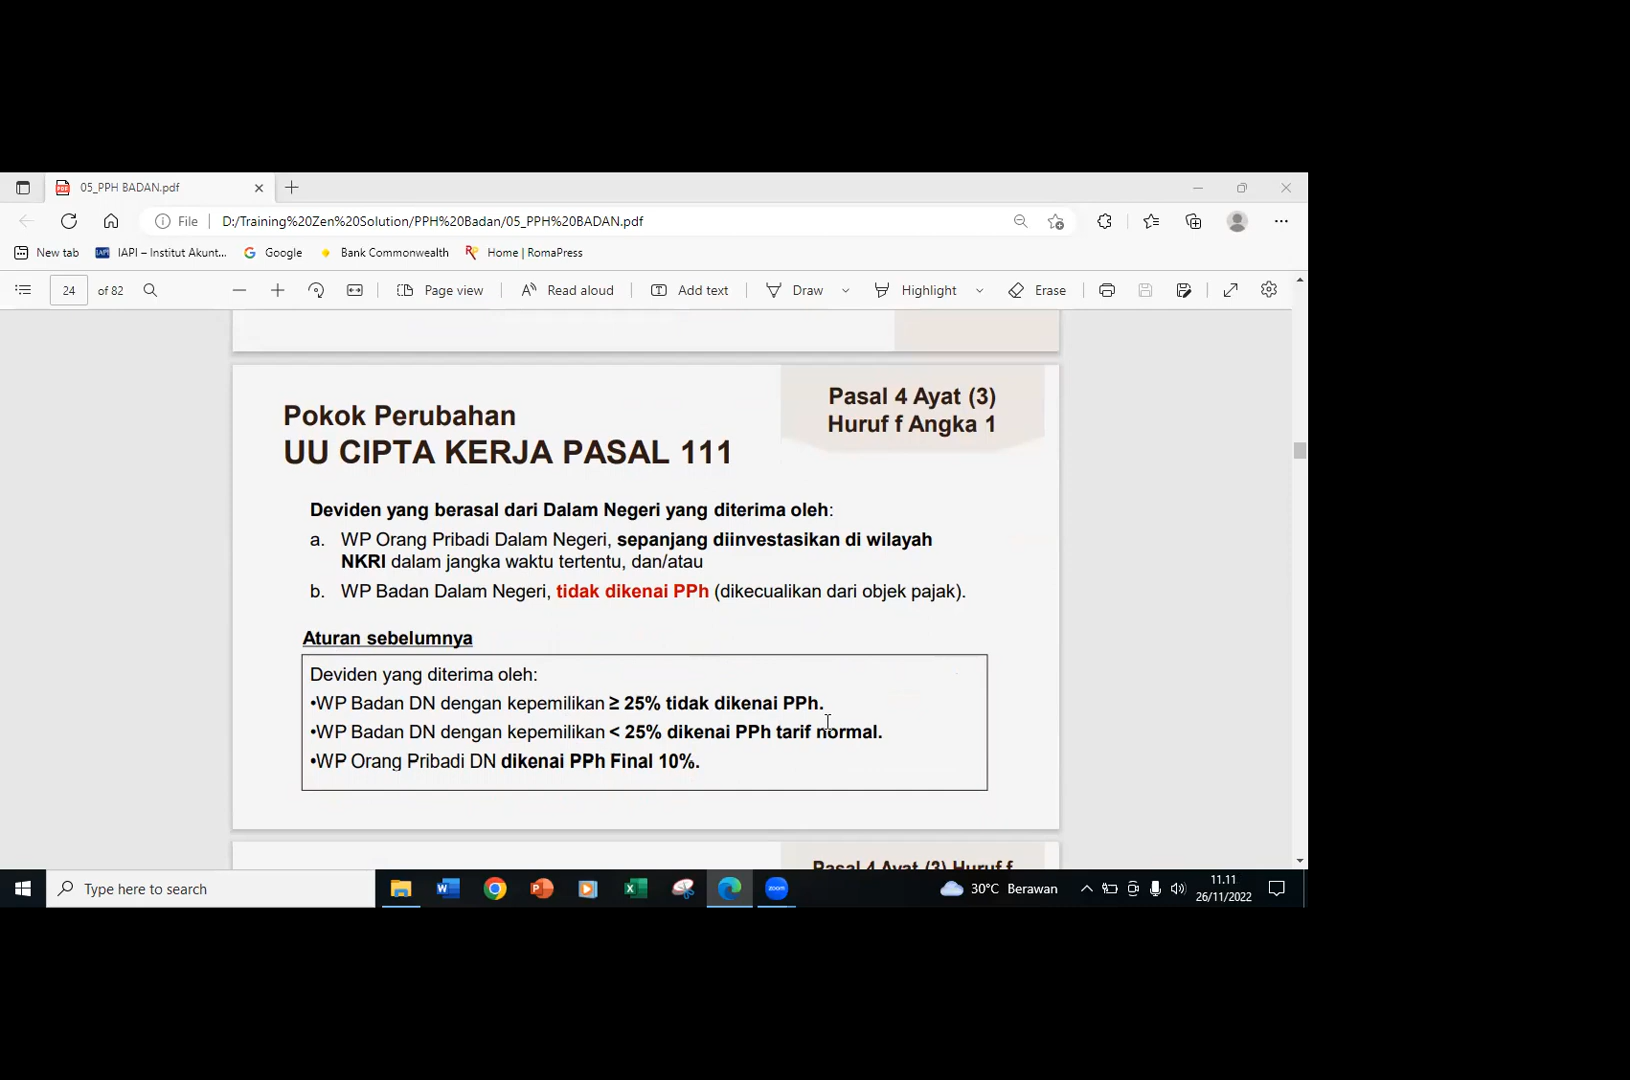 05_PPH BADAN.pdf
File D:/Training%20Zen%20Solution/PPH%20Badan/05_PPH%20BADAN.pdf
New tab IAPI – Institut Akunt... Google Bank Commonwealth Home | RomaPress
24 of 82 Page view Read aloud Add text Draw Highlight Erase
Pokok Perubahan
UU CIPTA KERJA PASAL 111
Pasal 4 Ayat (3)
Huruf f Angka 1
Deviden yang berasal dari Dalam Negeri yang diterima oleh:
a. WP Orang Pribadi Dalam Negeri, sepanjang diinvestasikan di wilayah
NKRI dalam jangka waktu tertentu, dan/atau
b. WP Badan Dalam Negeri, tidak dikenai PPh (dikecualikan dari objek pajak).
Aturan sebelumnya
Deviden yang diterima oleh:
•WP Badan DN dengan kepemilikan ≥ 25% tidak dikenai PPh.
•WP Badan DN dengan kepemilikan < 25% dikenai PPh tarif normal.
•WP Orang Pribadi DN dikenai PPh Final 10%.
Pasal 4 Ayat (3) Huruf f
Type here to search
zoom
30°C Berawan
11.11
26/11/2022